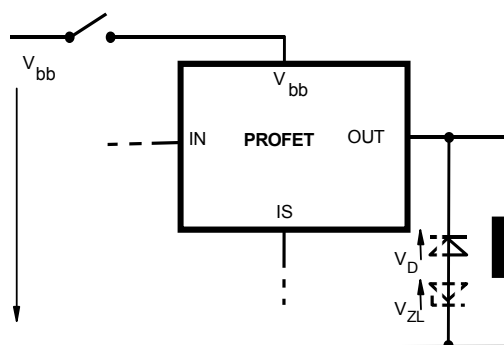 V_bb
V_bb
IN PROFET OUT
IS
V_D
V_ZL